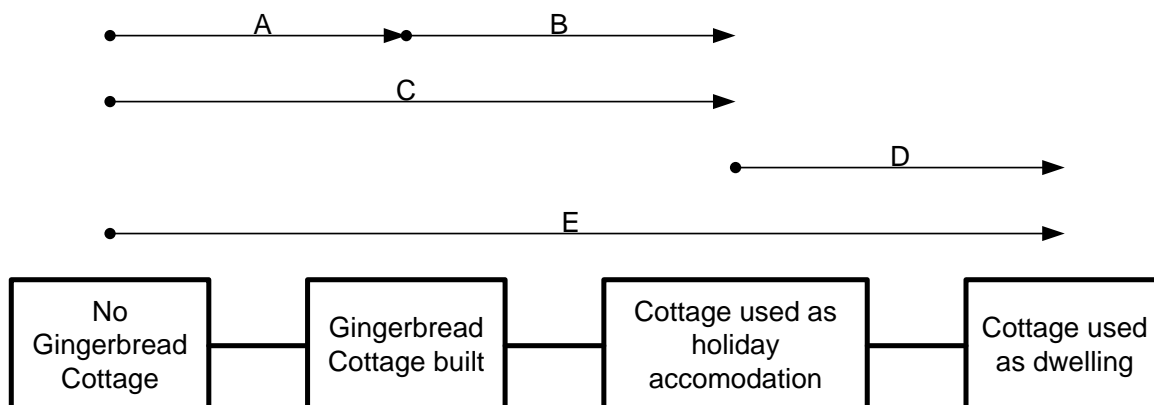 A
B
C
D
E
No
Gingerbread
Cottage
Gingerbread
Cottage built
Cottage used as
holiday
accomodation
Cottage used
as dwelling